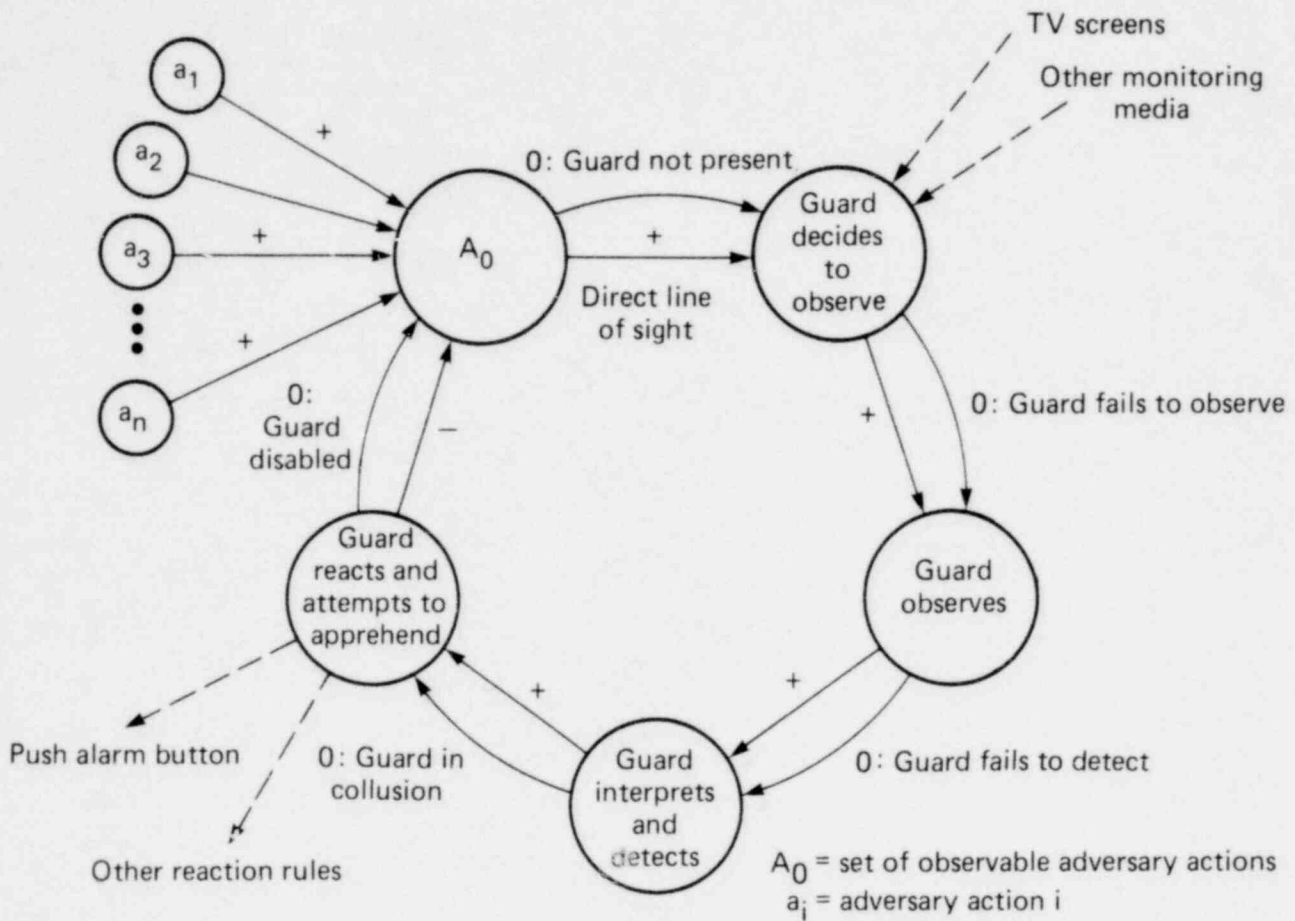 TV screens
Other monitoring
media
a1
+
a2
0: Guard not present
Guard
decides
to
observe
a3
+
A0
+
Direct line
of sight
+
an
0:
Guard
disabled
−
+
0: Guard fails to observe
Guard
reacts and
attempts to
apprehend
Guard
observes
+
+
Push alarm button
0: Guard in
collusion
Guard
interprets
and
detects
0: Guard fails to detect
Other reaction rules
A0 = set of observable adversary actions
ai = adversary action i